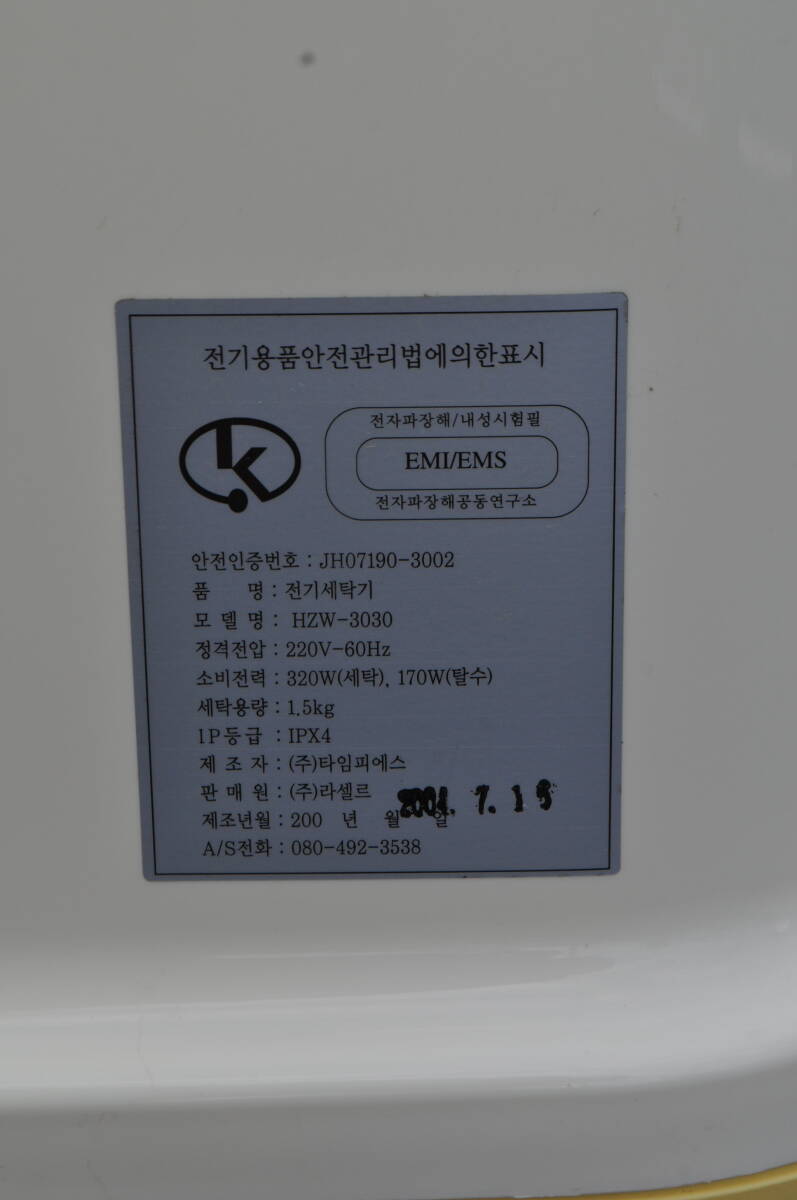 전기용품안전관리법에의한표시
전자파장해/내성시험필
EMI/EMS
전자파장해공동연구소
안전인증번호 : JH07190-3002
품 명 : 전기세탁기
모 델 명 : HZW-3030
정격전압 : 220V-60Hz
소비전력 : 320W(세탁), 170W(탈수)
세탁용량 : 1.5kg
1P등급 : IPX4
제 조 자 : (주)타임피에스
판 매 원 : (주)라셀르
2004. 7. 1
제조년월 : 200 년 월 일
A/S전화 : 080-492-3538